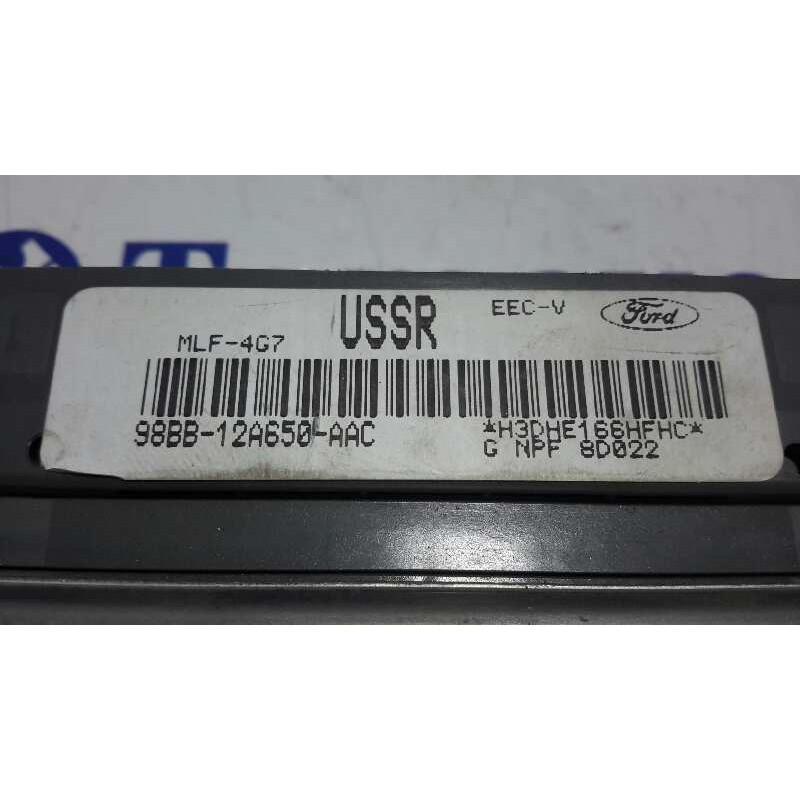 USSR
EEC-V
Ford
MLF-4G7
98BB-12A650-AAC
*H3DHE166HFHC*
G NPF 8D022